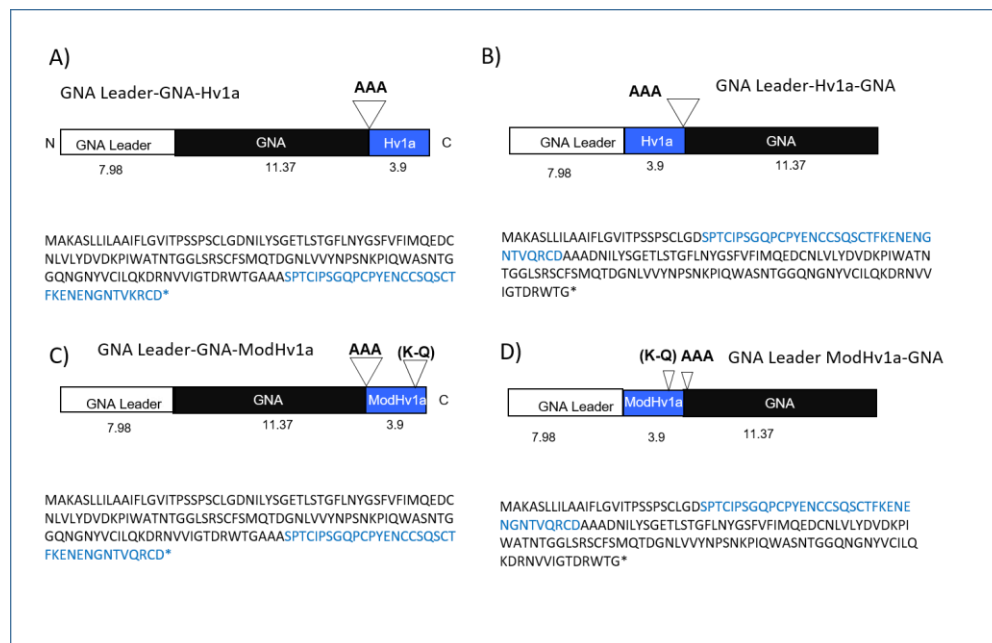 A)
GNA Leader-GNA-Hv1a
AAA
N GNA Leader GNA Hv1a C
7.98 11.37 3.9
MAKASLLILAAIFLGVITPSSPSCLGDNILYSGETLSTGFLNYGSFVFIMQEDC
NLVLYDVDKPIWATNTGGLSRSCFSMQTDGNLVVYNPSNKPIQWASNTG
GQNGNYVCILQKDRNVVIGTDRWTGAAASPTCIPSGQPCPYENCCSQSCT
FKENENGNTVKRCD*
B)
AAA
GNA Leader-Hv1a-GNA
GNA Leader Hv1a GNA
7.98 3.9 11.37
MAKASLLILAAIFLGVITPSSPSCLGDSPTCIPSGQPCPYENCCSQSCTFKENENG
NTVQRCDAAADNILYSGETLSTGFLNYGSFVFIMQEDCNLVLYDVDKPIWATN
TGGLSRSCFSMQTDGNLVVYNPSNKPIQWASNTGGQNGNYVCILQKDRNVV
IGTDRWTG*
C)
GNA Leader-GNA-ModHv1a
AAA (K-Q)
GNA Leader GNA ModHv1a C
7.98 11.37 3.9
MAKASLLILAAIFLGVITPSSPSCLGDNILYSGETLSTGFLNYGSFVFIMQEDC
NLVLYDVDKPIWATNTGGLSRSCFSMQTDGNLVVYNPSNKPIQWASNTG
GQNGNYVCILQKDRNVVIGTDRWTGAAASPTCIPSGQPCPYENCCSQSCT
FKENENGNTVQRCD*
D)
(K-Q) AAA
GNA Leader ModHv1a-GNA
GNA Leader ModHv1a GNA
7.98 3.9 11.37
MAKASLLILAAIFLGVITPSSPSCLGDSPTCIPSGQPCPYENCCSQSCTFKENE
NGNTVQRCDAAADNILYSGETLSTGFLNYGSFVFIMQEDCNLVLYDVDKPI
WATNTGGLSRSCFSMQTDGNLVVYNPSNKPIQWASNTGGQNGNYVCILQ
KDRNVVIGTDRWTG*